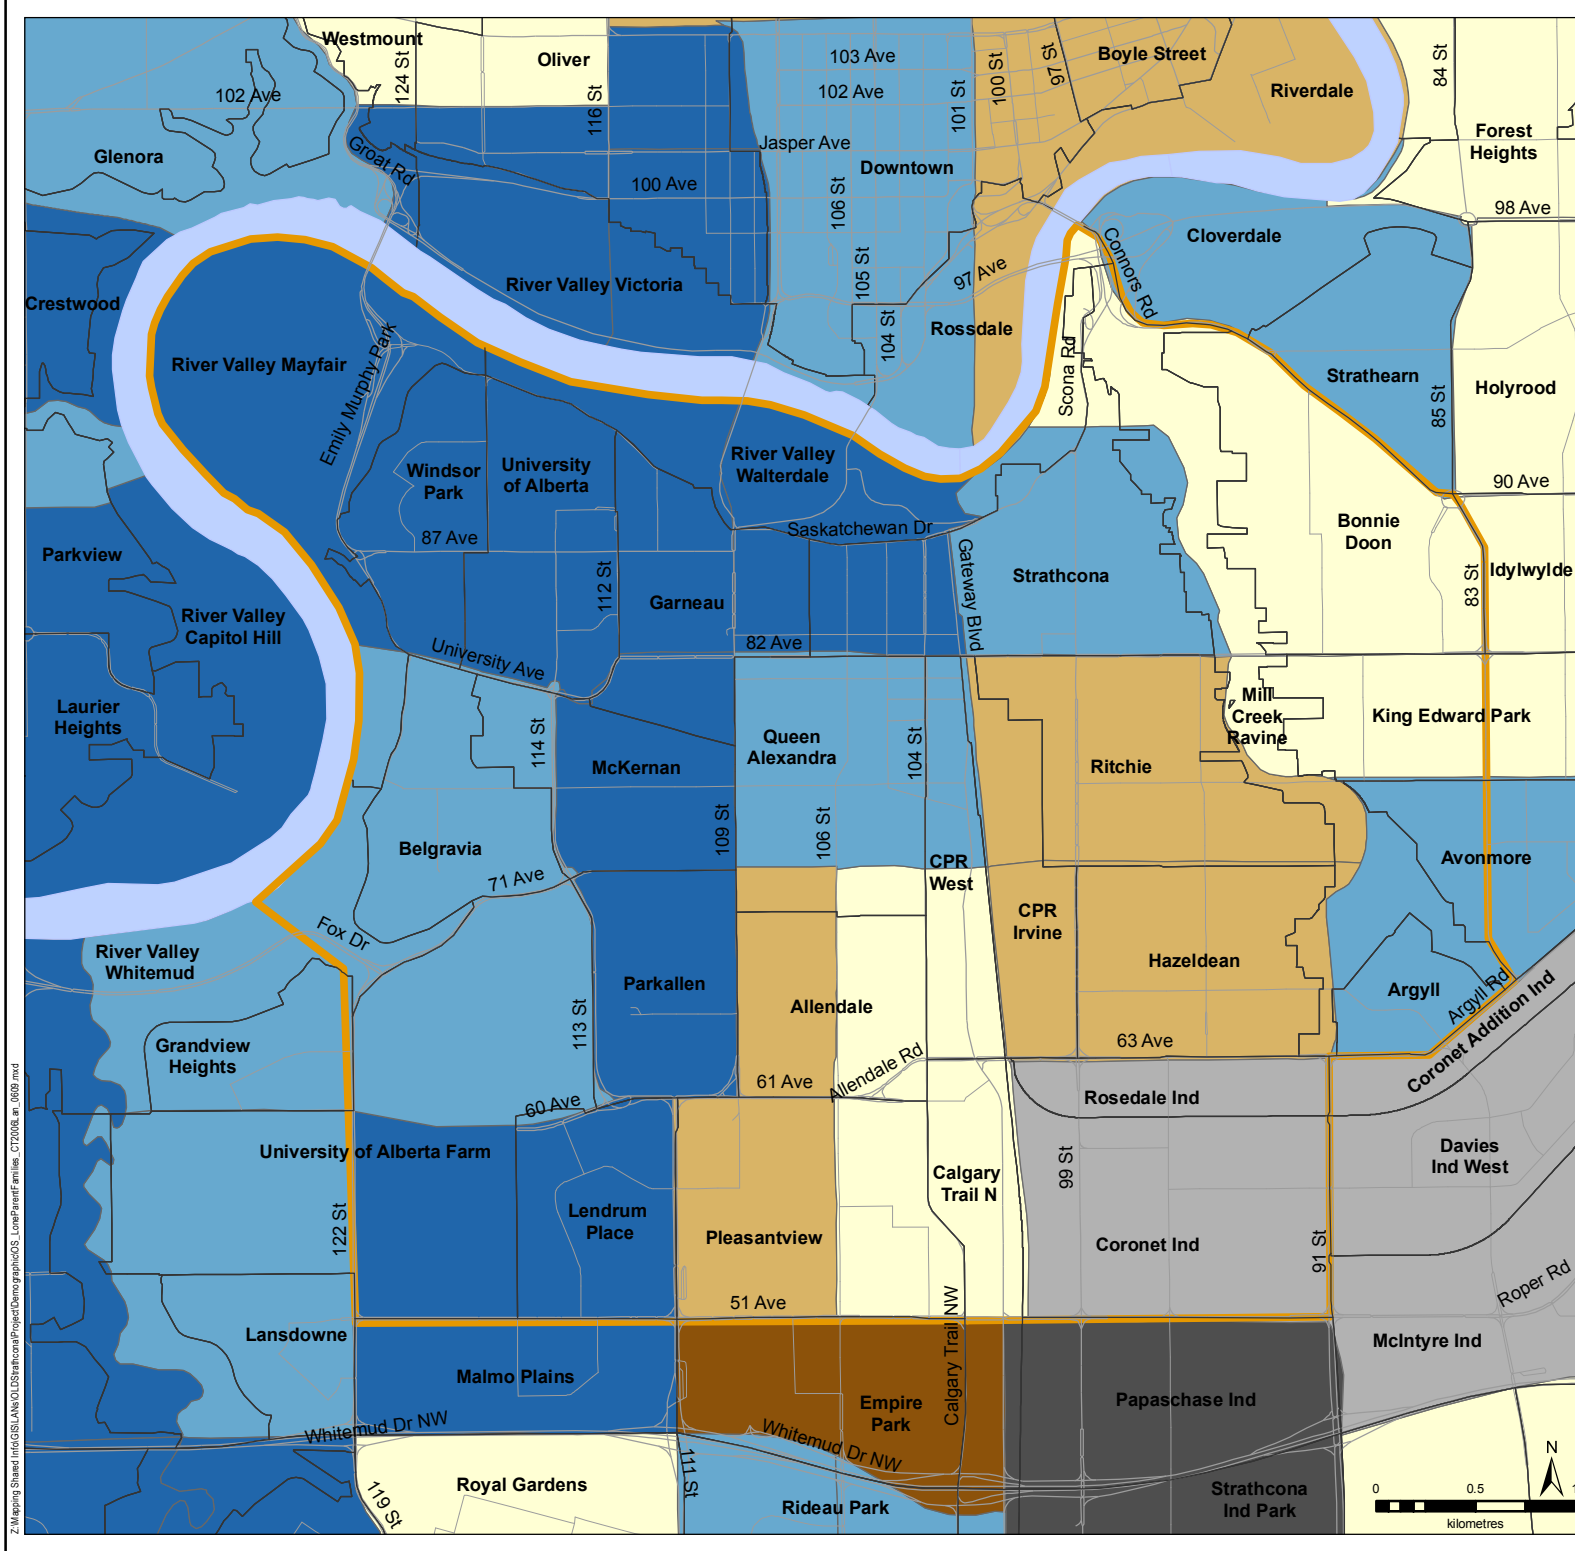 Westmount
Oliver
124 St
116 St
102 Ave
103 Ave
102 Ave
101 St
100 St
97 St
Boyle Street
Riverdale
84 St
Forest
Heights
Glenora
Groat Rd
Jasper Ave
Downtown
100 Ave
106 St
98 Ave
Cloverdale
Connors Rd
Crestwood
River Valley Victoria
105 St
97 Ave
104 St
Rossdale
River Valley Mayfair
Emily Murphy Park
Scona Rd
Strathearn
85 St
Holyrood
Windsor
Park
University
of Alberta
River Valley
Walterdale
90 Ave
87 Ave
Saskatchewan Dr
Bonnie
Doon
Parkview
Gateway Blvd
Strathcona
83 St
Idylwylde
River Valley
Capitol Hill
112 St
Garneau
82 Ave
University Ave
Laurier
Heights
114 St
McKernan
Queen
Alexandra
104 St
Mill
Creek
Ravine
King Edward Park
Ritchie
109 St
106 St
Belgravia
71 Ave
CPR
West
Avonmore
CPR
Irvine
Fox Dr
River Valley
Whitemud
Hazeldean
Parkallen
Allendale
Argyll
Argyll Rd
Coronet Addition Ind
113 St
Grandview
Heights
63 Ave
61 Ave
Allendale Rd
60 Ave
Rosedale Ind
University of Alberta Farm
Davies
Ind West
99 St
Calgary
Trail N
122 St
Lendrum
Place
Pleasantview
Coronet Ind
91 St
51 Ave
Roper Rd
Calgary Trail NW
Lansdowne
McIntyre Ind
Malmo Plains
Empire
Park
Papaschase Ind
Whitemud Dr NW
Whitemud Dr NW
Royal Gardens
111 St
119 St
Rideau Park
Strathcona
Ind Park
N
0 0.5 1
kilometres